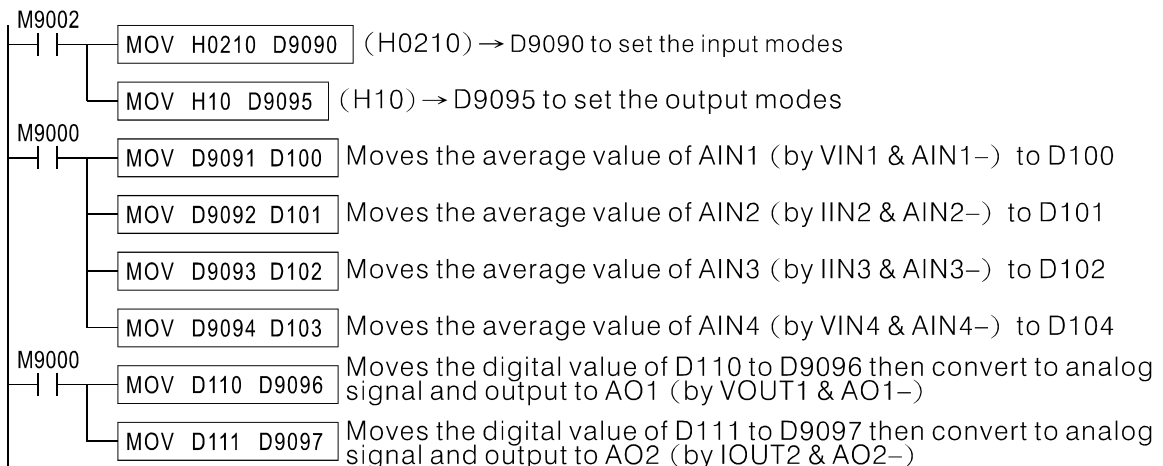 M9002
MOV H0210 D9090 (H0210)→D9090 to set the input modes
MOV H10 D9095 (H10)→D9095 to set the output modes
M9000
MOV D9091 D100 Moves the average value of AIN1 (by VIN1 & AIN1–) to D100
MOV D9092 D101 Moves the average value of AIN2 (by IIN2 & AIN2–) to D101
MOV D9093 D102 Moves the average value of AIN3 (by IIN3 & AIN3–) to D102
MOV D9094 D103 Moves the average value of AIN4 (by VIN4 & AIN4–) to D104
M9000
MOV D110 D9096 Moves the digital value of D110 to D9096 then convert to analog
signal and output to AO1 (by VOUT1 & AO1–)
MOV D111 D9097 Moves the digital value of D111 to D9097 then convert to analog
signal and output to AO2 (by IOUT2 & AO2–)